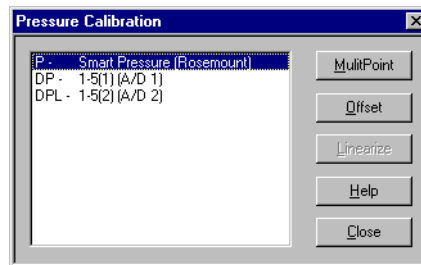 Pressure Calibration
P - Smart Pressure (Rosemount)
DP - 1-5(1) (A/D 1)
DPL - 1-5(2) (A/D 2)
MulitPoint
Offset
Linearize
Help
Close